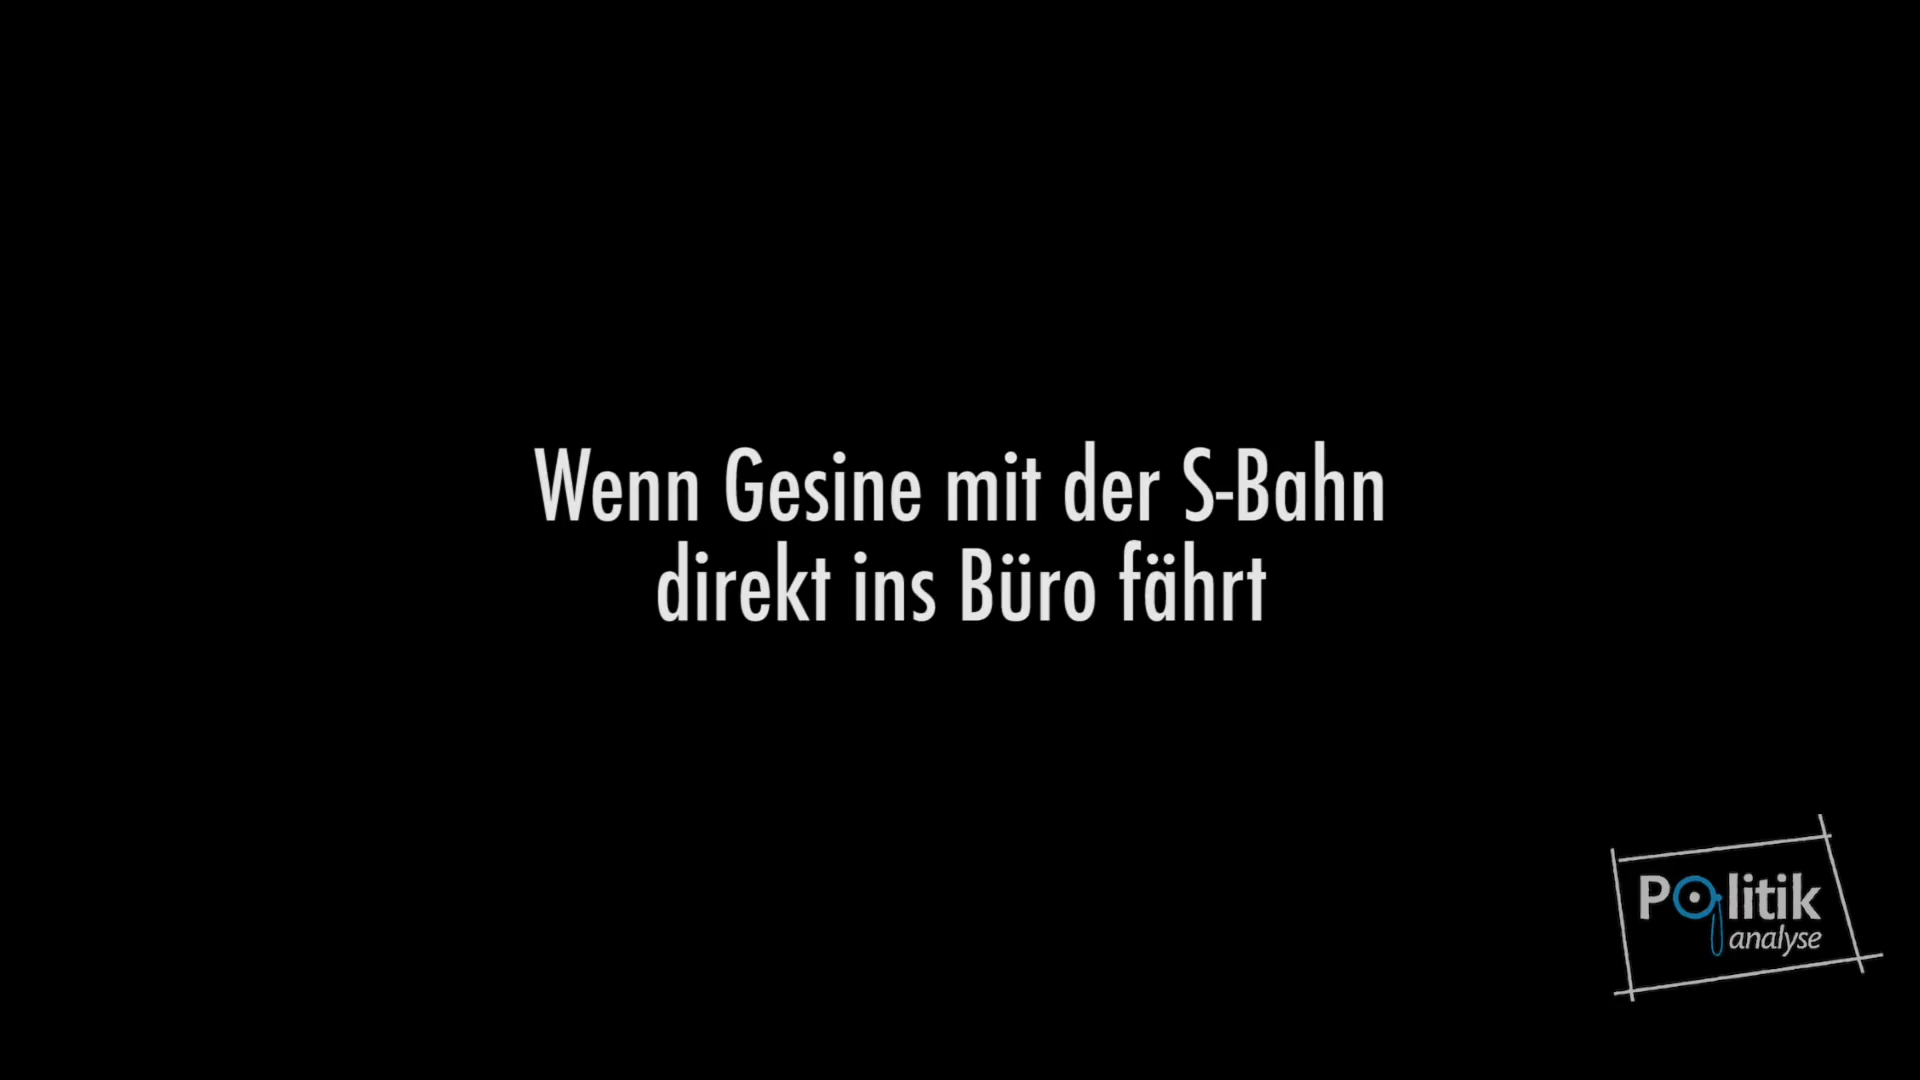 Wenn Gesine mit der S-Bahn
direkt ins Büro fährt
Politik
analyse